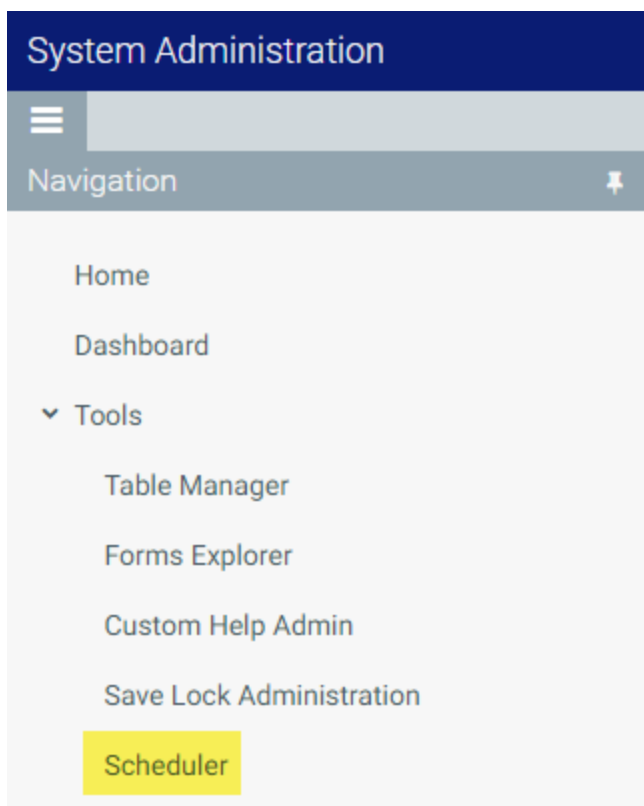 System Administration
Navigation
Home
Dashboard
Tools
Table Manager
Forms Explorer
Custom Help Admin
Save Lock Administration
Scheduler